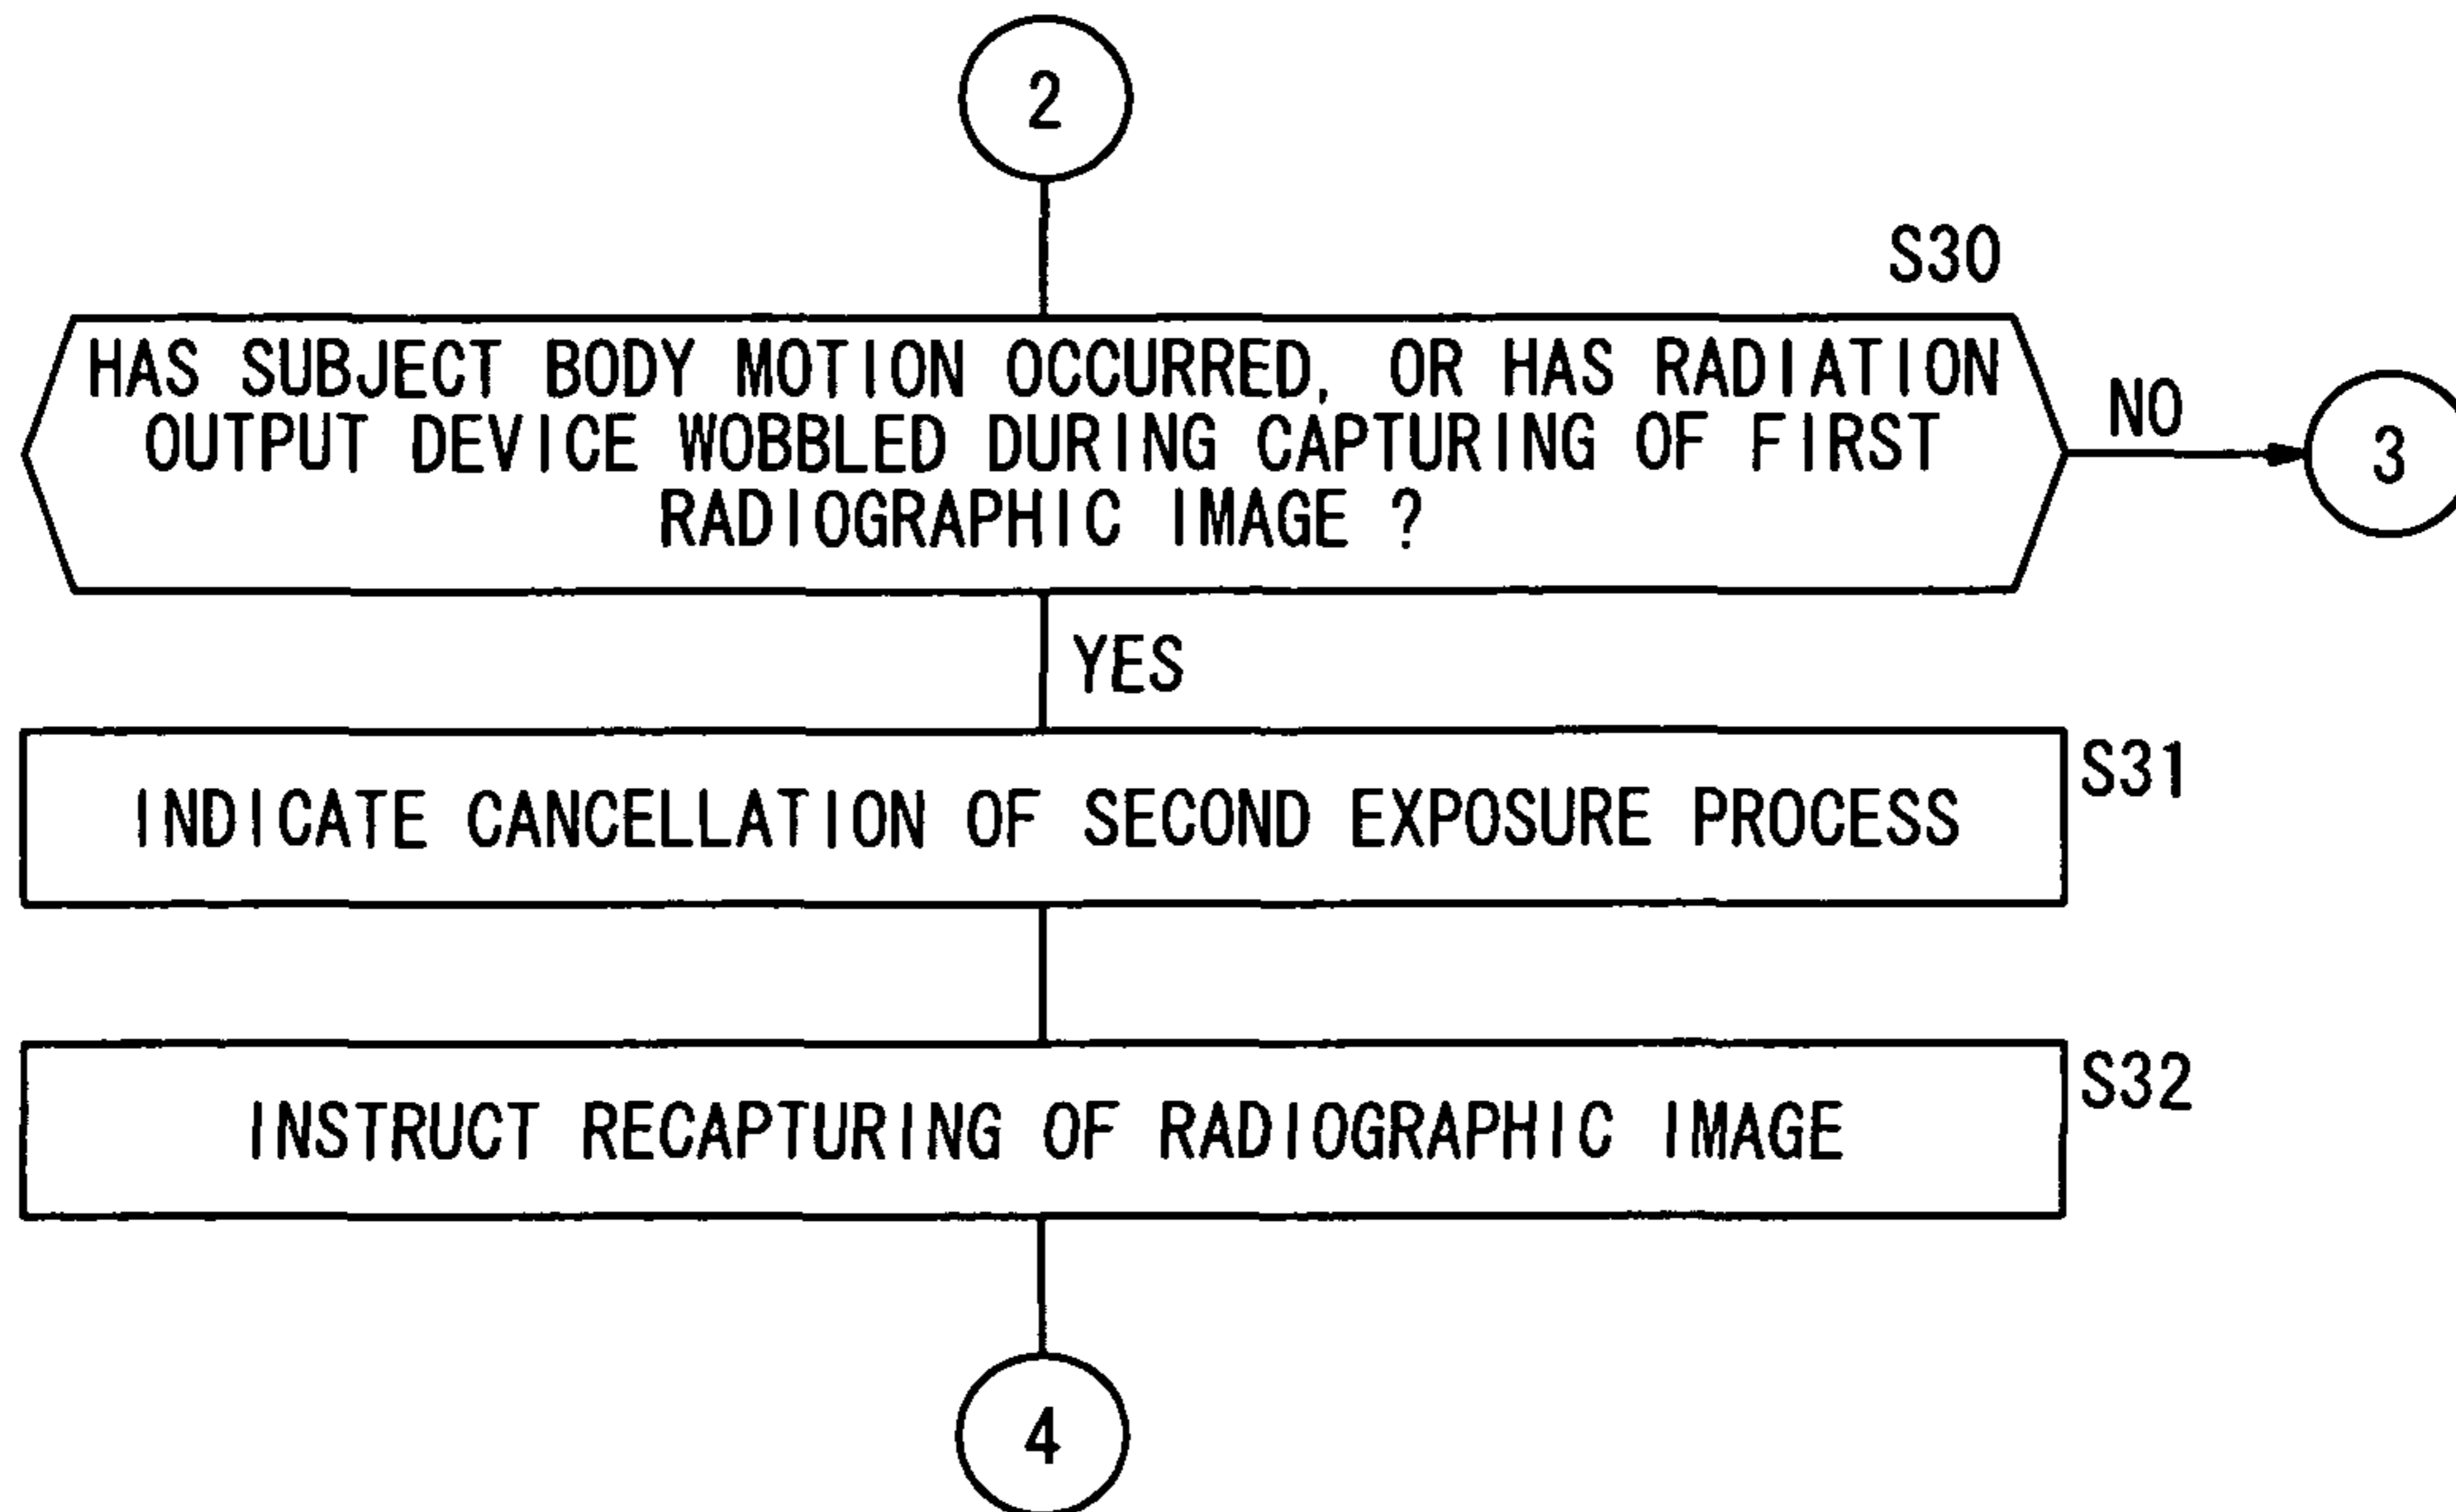 2
S30
HAS SUBJECT BODY MOTION OCCURRED, OR HAS RADIATION
OUTPUT DEVICE WOBBLED DURING CAPTURING OF FIRST
RADIOGRAPHIC IMAGE ?
NO
3
YES
S31
INDICATE CANCELLATION OF SECOND EXPOSURE PROCESS
S32
INSTRUCT RECAPTURING OF RADIOGRAPHIC IMAGE
4